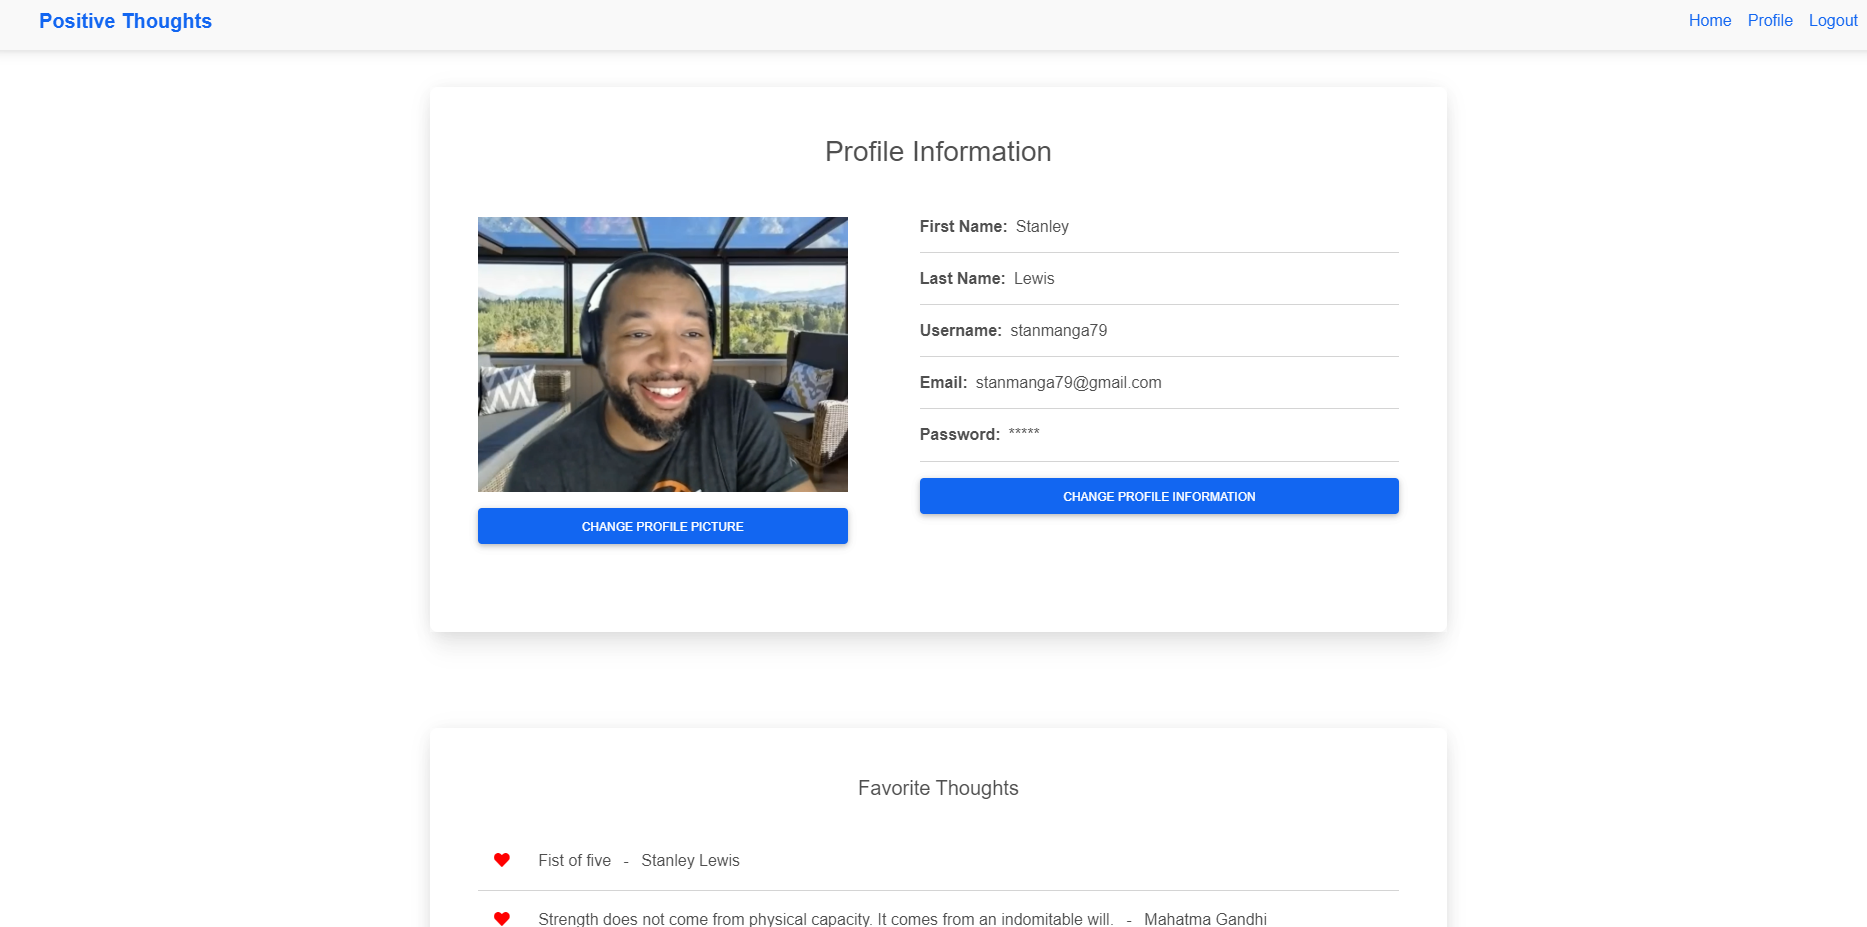 Positive Thoughts
Home Profile Logout
Profile Information
First Name: Stanley
Last Name: Lewis
Username: stanmanga79
Email: stanmanga79@gmail.com
Password: *****
CHANGE PROFILE INFORMATION
CHANGE PROFILE PICTURE
Favorite Thoughts
Fist of five - Stanley Lewis
Strength does not come from physical capacity. It comes from an indomitable will. - Mahatma Gandhi